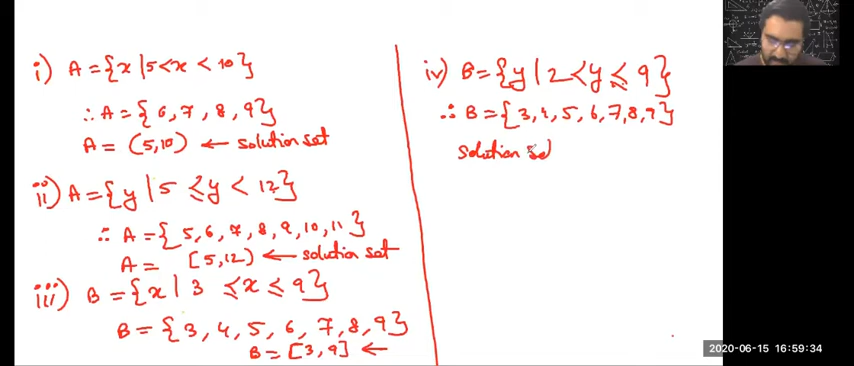 i) A={x|5<x<10}
∴A={6,7,8,9}
A=(5,10) ← solution set
ii) A={y|5≤y<12}
∴ A={5,6,7,8,9,10,11}
A= [5,12) ← solution set
iii) B={x|3≤x≤9}
B={3,4,5,6,7,8,9}
B=[3,9] ←
iv) B={y|2<y≤9}
∴B={3,4,5,6,7,8,9}
solution se
2020-06-15 16:59:34